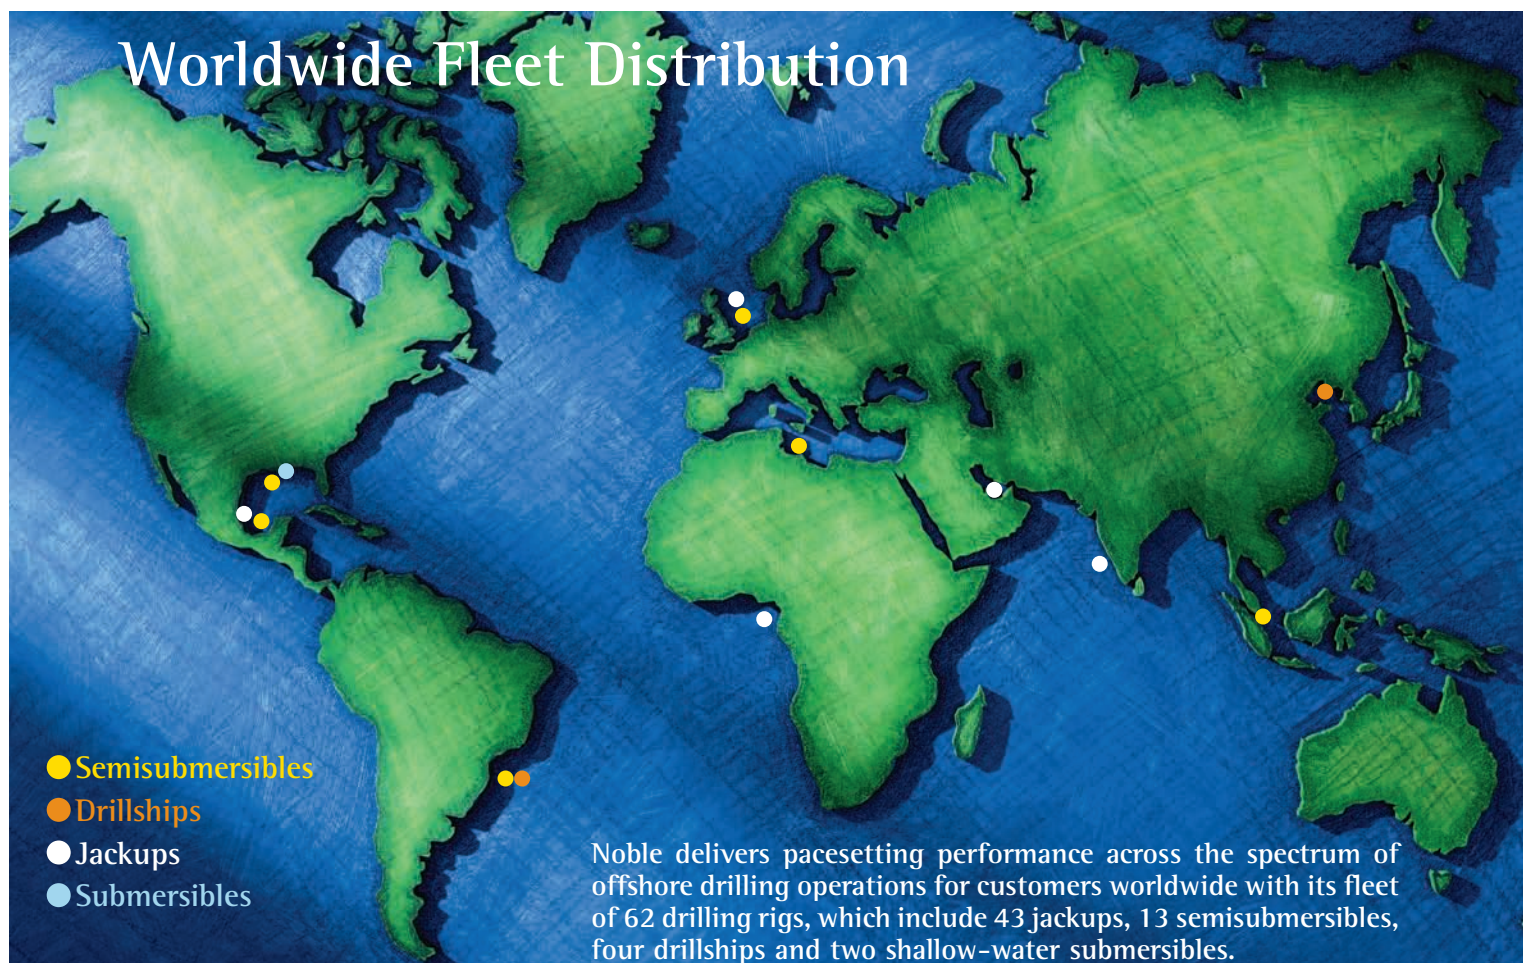 Worldwide Fleet Distribution
Semisubmersibles
Drillships
Jackups
Submersibles
Noble delivers pacesetting performance across the spectrum of
offshore drilling operations for customers worldwide with its fleet
of 62 drilling rigs, which include 43 jackups, 13 semisubmersibles,
four drillships and two shallow-water submersibles.